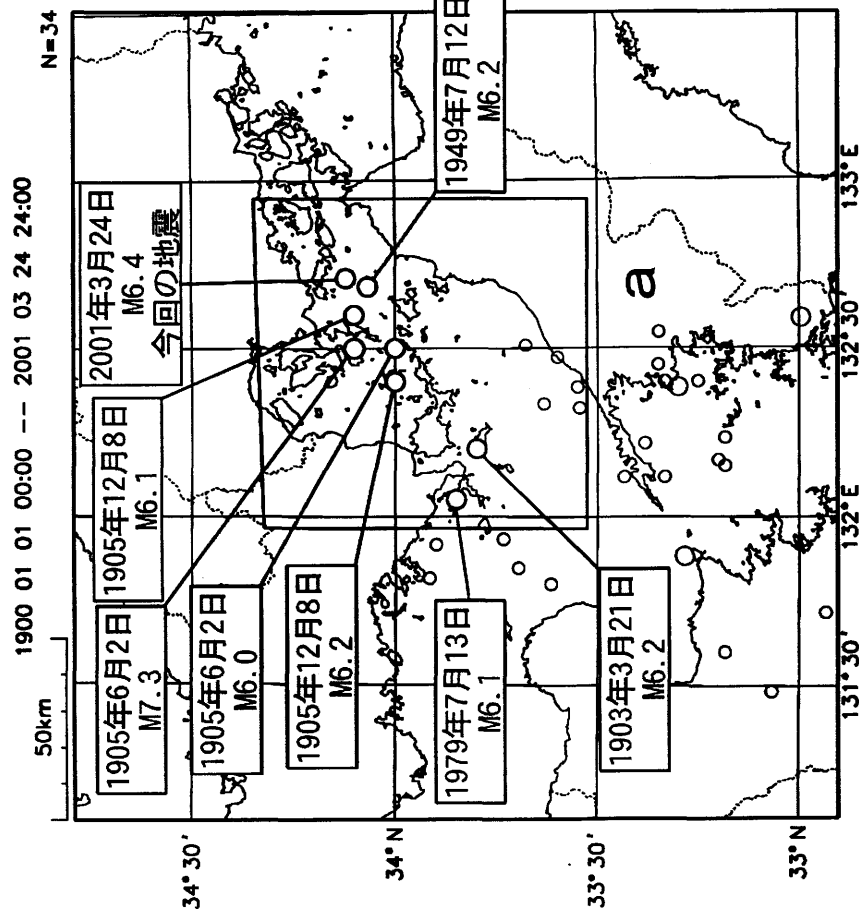 1900 01 01 00:00 -- 2001 03 24 24:00
N=34
50km
1905年6月2日
M7.3
1905年12月8日
M6.1
2001年3月24日
M6.4
今回の地震
1905年6月2日
M6.0
1905年12月8日
M6.2
1949年7月12日
M6.2
1979年7月13日
M6.1
1903年3月21日
M6.2
a
34°30'
34°N
33°30'
33°N
131°30'
132°E
132°30'
133°E